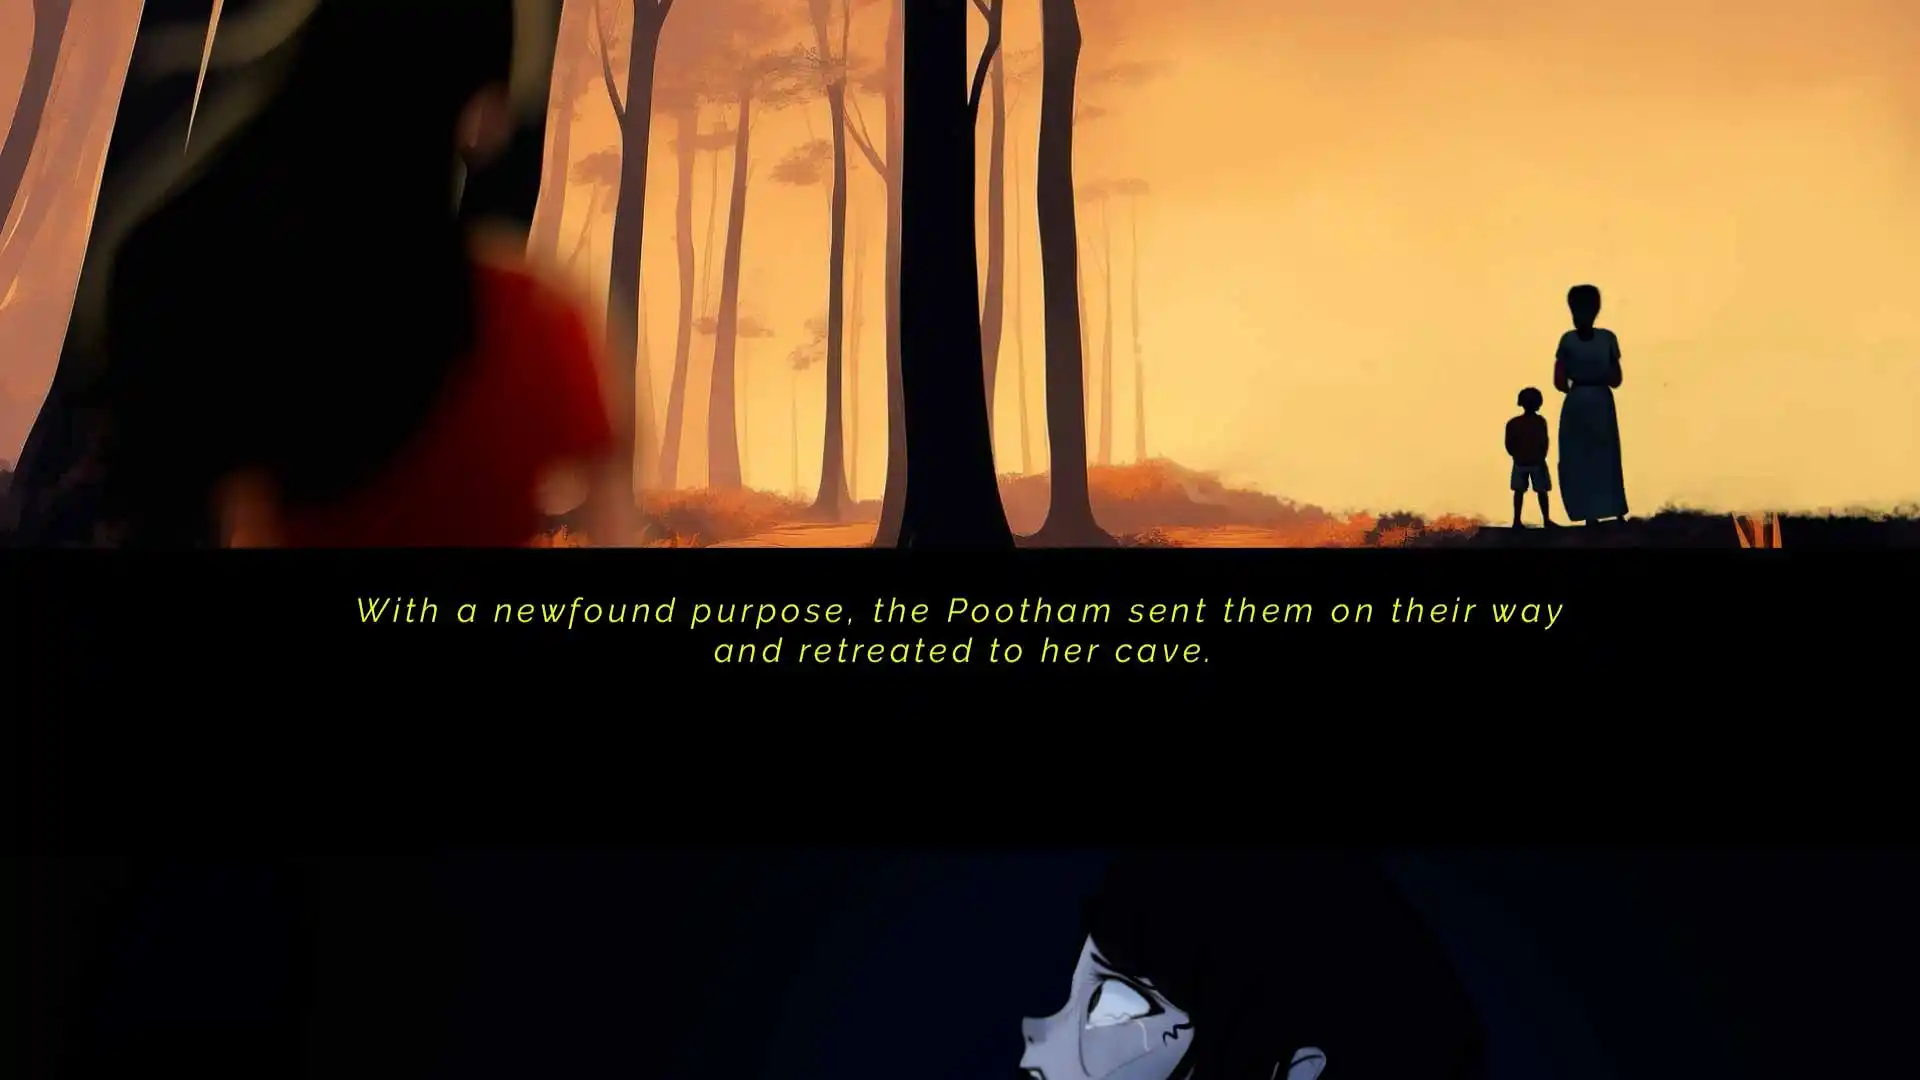 With a newfound purpose, the Pootham sent them on their way
and retreated to her cave.